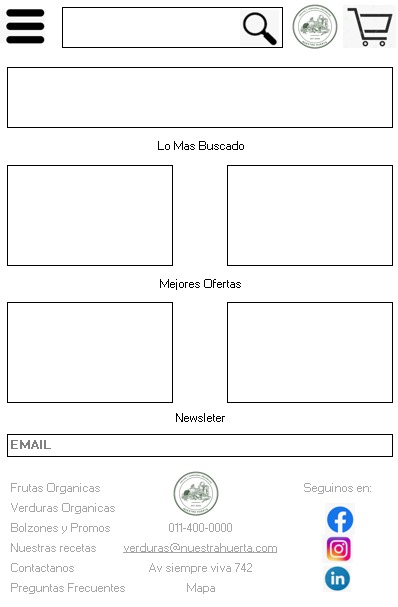 Lo Mas Buscado
Mejores Ofertas
Newsleter
EMAIL
Frutas Organicas
Verduras Organicas
Bolzones y Promos
Nuestras recetas
Contactanos
Preguntas Frecuentes
011-400-0000
verduras@nuestrahuerta.com
Av siempre viva 742
Mapa
Seguinos en:
in